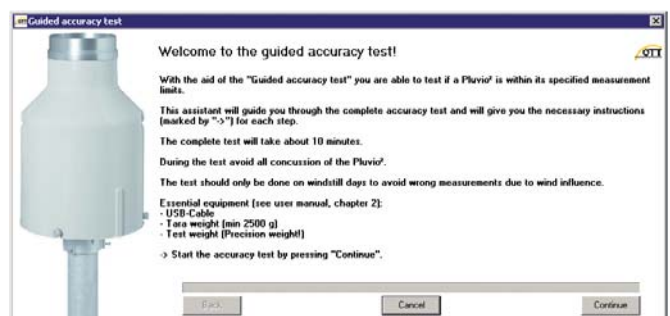 Guided accuracy test
Welcome to the guided accuracy test!
OTT
With the aid of the "Guided accuracy test" you are able to test if a Pluvio² is within its specified measurement
limits.
This assistant will guide you through the complete accuracy test and will give you the necessary instructions
(marked by "->") for each step.
The complete test will take about 10 minutes.
During the test avoid all concussion of the Pluvio².
The test should only be done on windstill days to avoid wrong measurements due to wind influence.
Essential equipment (see user manual, chapter 2):
- USB-Cable
- Tara weight (min 2500 g)
- Test weight (Precision weight!)
-> Start the accuracy test by pressing "Continue".
Back
Cancel
Continue